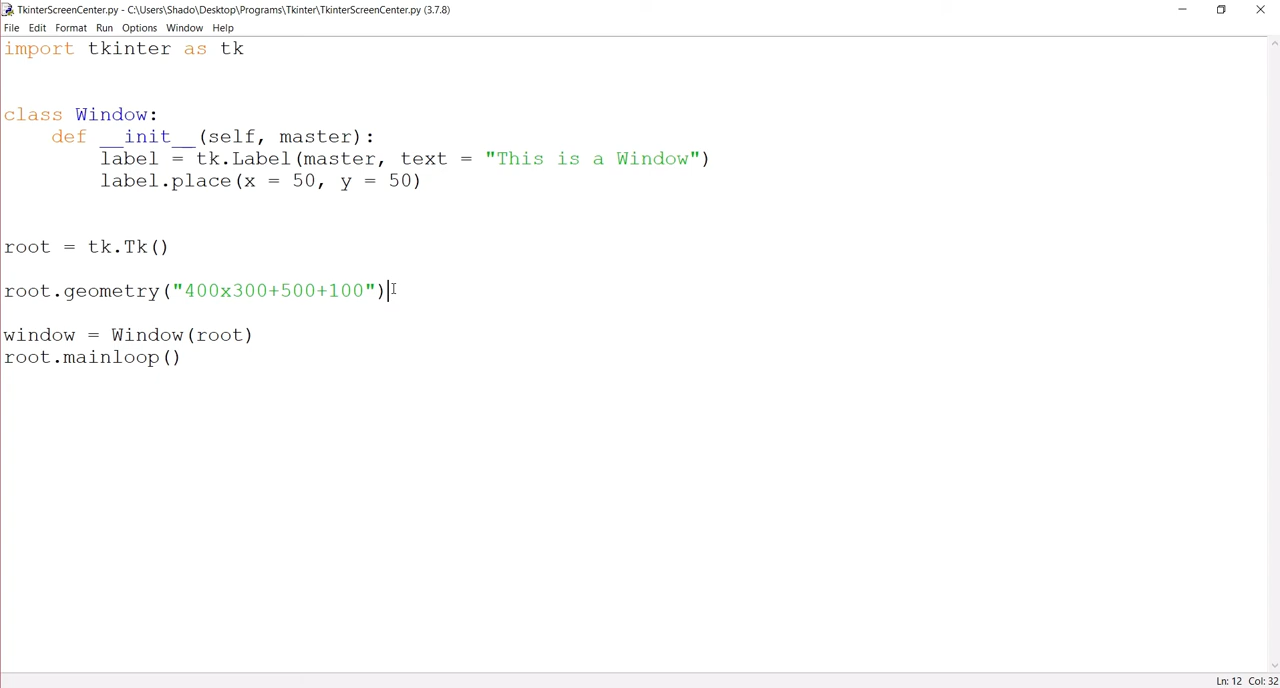 TkinterScreenCenter.py - C:\Users\Shado\Desktop\Programs\Tkinter\TkinterScreenCenter.py (3.7.8)
File Edit Format Run Options Window Help
import tkinter as tk
class Window:
    def __init__(self, master):
        label = tk.Label(master, text = "This is a Window")
        label.place(x = 50, y = 50)
root = tk.Tk()
root.geometry("400x300+500+100")
window = Window(root)
root.mainloop()
Ln: 12 Col: 32